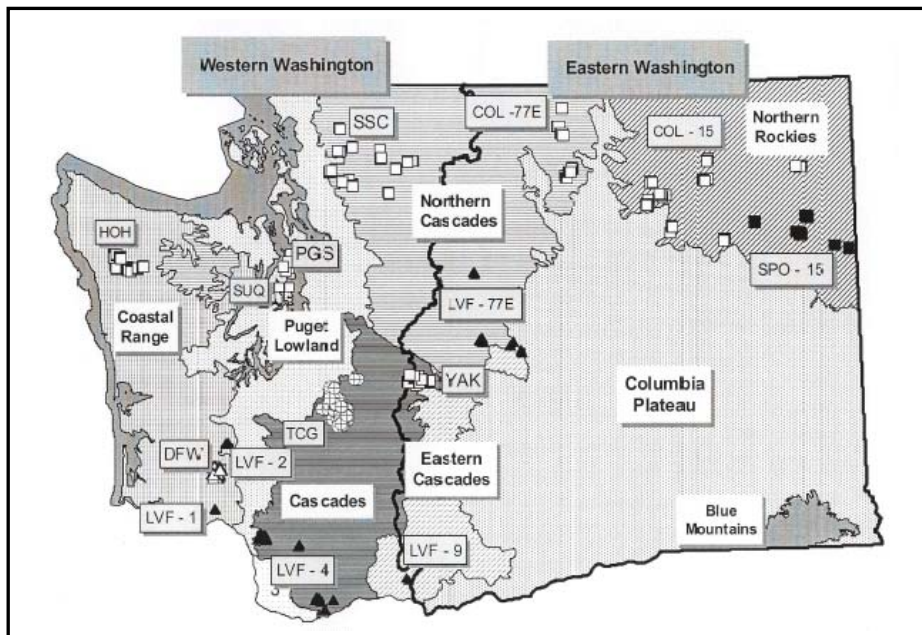 Western Washington
Eastern Washington
SSC
COL -77E
COL - 15
Northern
Rockies
Northern
Cascades
HOH
PGS
SUQ
SPO - 15
LVF - 77E
Coastal
Range
Puget
Lowland
YAK
Columbia
Plateau
TCG
DFW
LVF - 2
Eastern
Cascades
Cascades
LVF - 1
Blue
Mountains
LVF - 9
LVF - 4